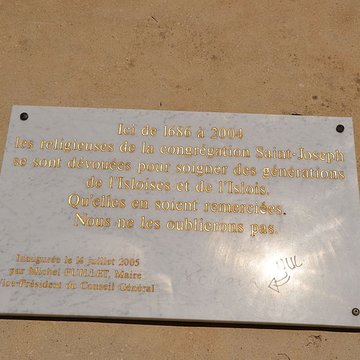 Ici de 1686 à 2004
les religieuses de la congrégation Saint-Joseph
se sont dévouées pour soigner des générations
de l'Isloises et de l'Islois.
Qu'elles en soient remerciées.
Nous ne les oublierons pas.
Inaugurée le 14 juillet 2005
par Michel Maire
Vice-Président du Conseil Général